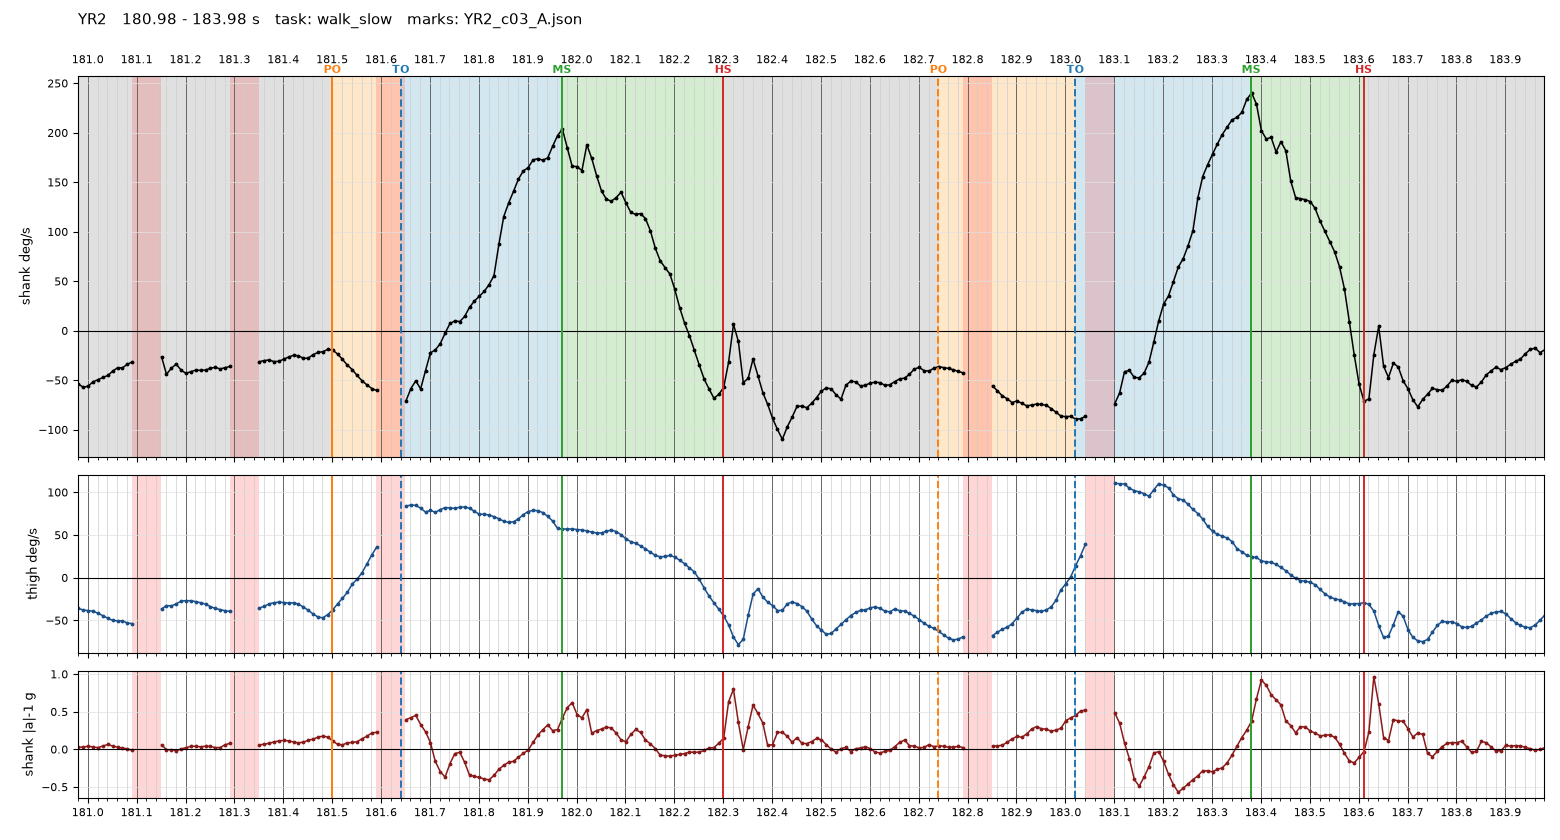 YR2   180.98 - 183.98 s   task: walk_slow   marks: YR2_c03_A.json
181.0 181.1 181.2 181.3 181.4 181.5 181.6 181.7 181.8 181.9 182.0 182.1 182.2 182.3 182.4 182.5 182.6 182.7 182.8 182.9 183.0 183.1 183.2 183.3 183.4 183.5 183.6 183.7 183.8 183.9
PO TO MS HS PO TO MS HS
250
200
150
100
50
0
−50
−100
shank deg/s
100
50
0
−50
thigh deg/s
1.0
0.5
0.0
−0.5
shank |a|-1 g
181.0 181.1 181.2 181.3 181.4 181.5 181.6 181.7 181.8 181.9 182.0 182.1 182.2 182.3 182.4 182.5 182.6 182.7 182.8 182.9 183.0 183.1 183.2 183.3 183.4 183.5 183.6 183.7 183.8 183.9